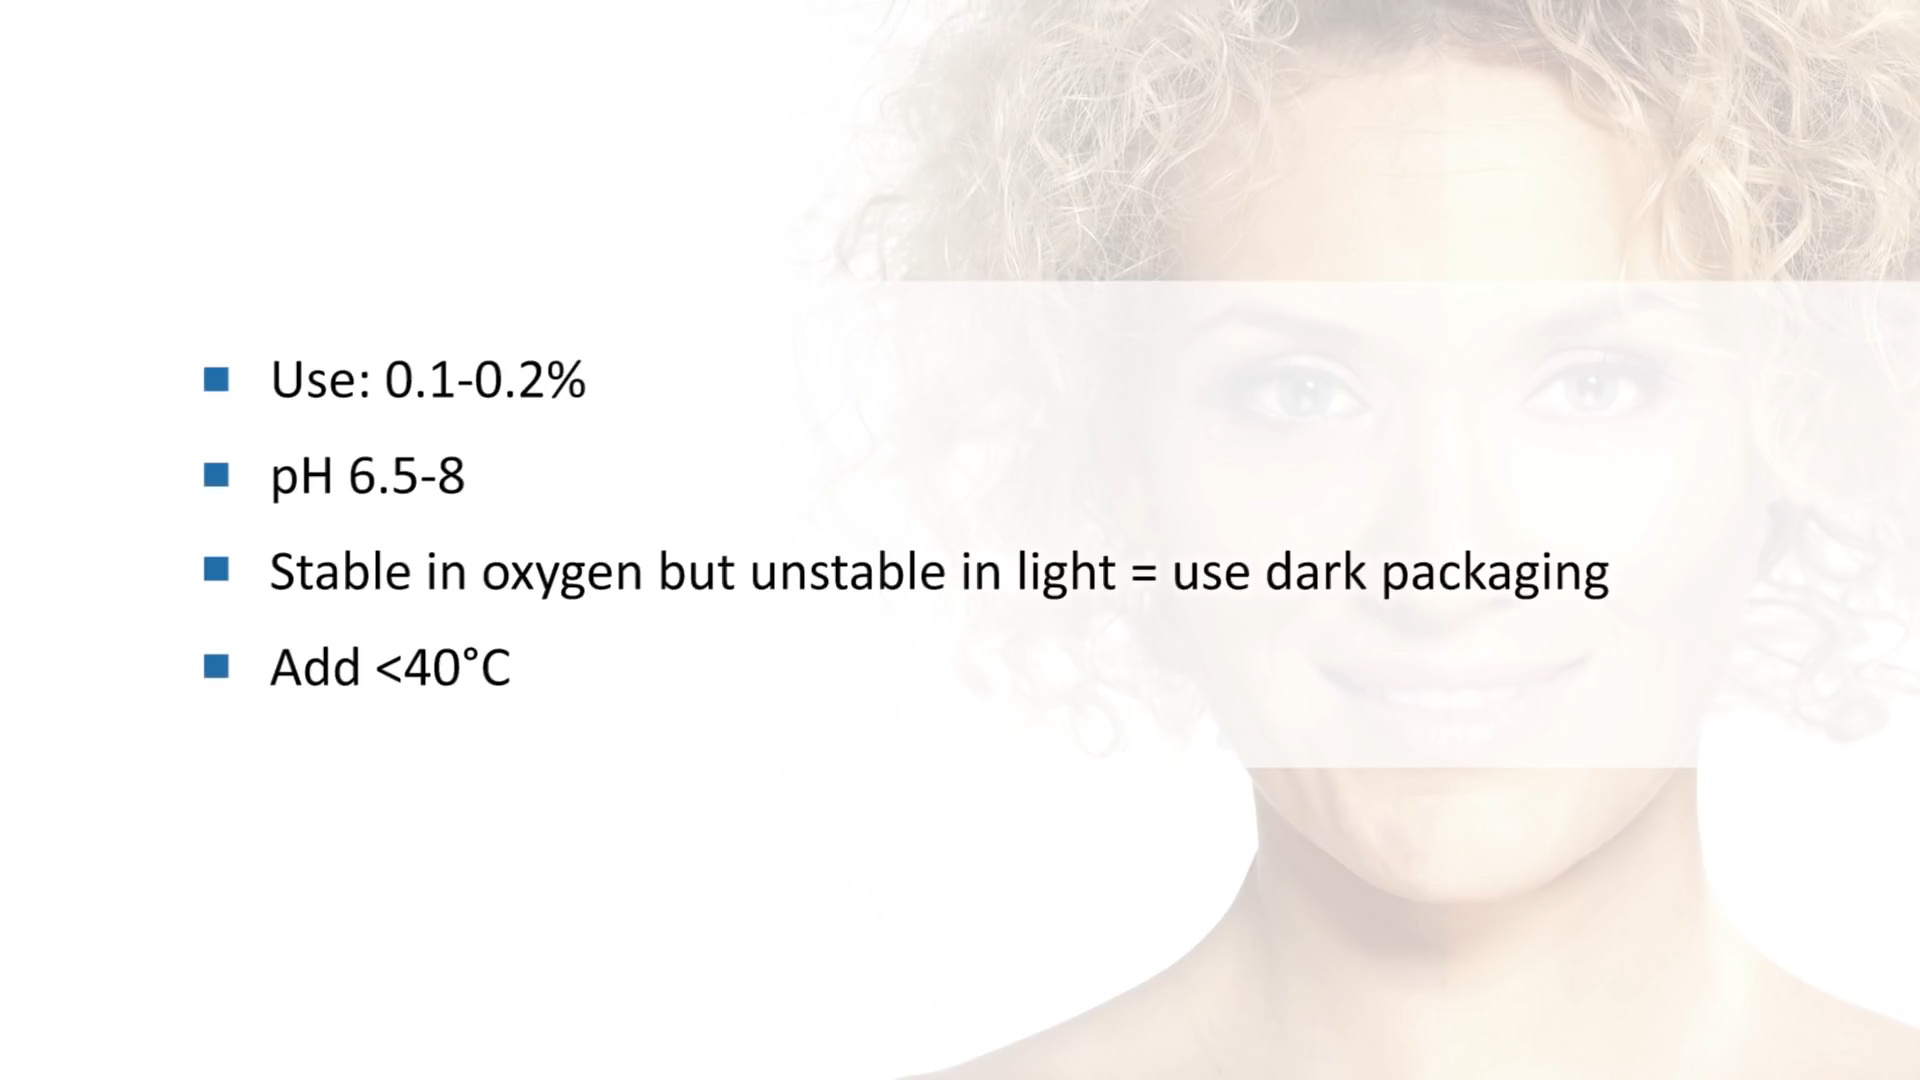 Use: 0.1-0.2%
pH 6.5-8
Stable in oxygen but unstable in light = use dark packaging
Add <40°C